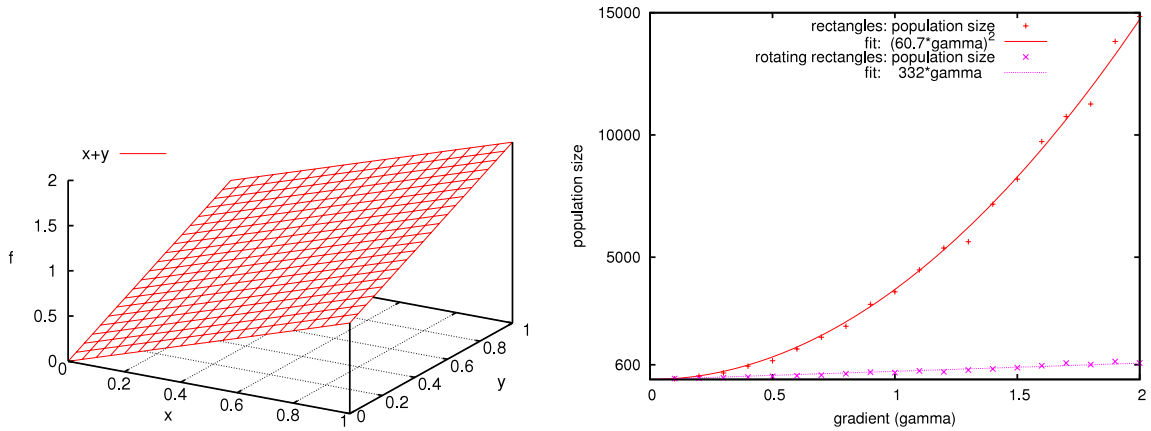 x+y
2
1.5
1
0.5
0
f
0
0.2
0.4
0.6
0.8
1
x
0
0.2
0.4
0.6
0.8
1
y
15000
10000
5000
600
population size
rectangles: population size
fit: (60.7*gamma)2
rotating rectangles: population size
fit: 332*gamma
0
0.5
1
1.5
2
gradient (gamma)